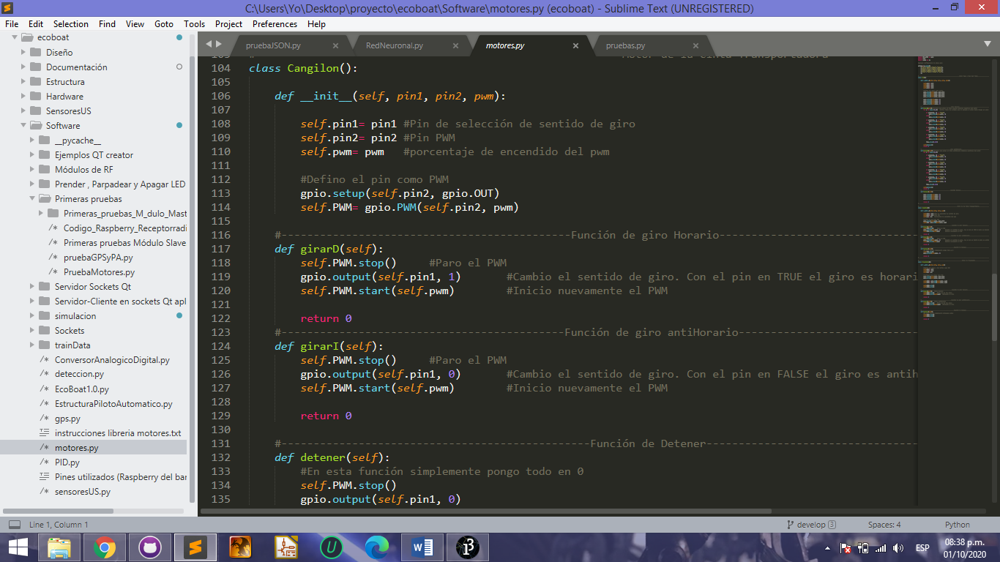 C:\Users\Yo\Desktop\proyecto\ecoboat\Software\motores.py (ecoboat) - Sublime Text (UNREGISTERED)
File Edit Selection Find View Goto Tools Project Preferences Help
ecoboat
Diseño
Documentación
Estructura
Hardware
SensoresUS
Software
__pycache__
Ejemplos QT creator
Módulos de RF
Prender , Parpadear y Apagar LED
Primeras pruebas
Primeras_pruebas_M_dulo_Mast
/* Codigo_Raspberry_Receptorradi
/* Primeras pruebas Módulo Slave
/* pruebaGPSyPA.py
/* PruebaMotores.py
Servidor Sockets Qt
Servidor-Cliente en sockets Qt apl
simulacion
Sockets
trainData
/* ConversorAnalogicoDigital.py
/* deteccion.py
/* EcoBoat1.0.py
/* EstructuraPilotoAutomatico.py
/* gps.py
instrucciones libreria motores.txt
/* motores.py
/* PID.py
Pines utilizados (Raspberry del bar
/* sensoresUS.py
pruebaJSON.py × RedNeuronal.py × motores.py × pruebas.py ×
103 #                Motor de la cinta Transportadora
104 class Cangilon():
105
106     def __init__(self, pin1, pin2, pwm):
107
108         self.pin1= pin1 #Pin de selección de sentido de giro
109         self.pin2= pin2 #Pin PWM
110         self.pwm= pwm   #porcentaje de encendido del pwm
111
112         #Defino el pin como PWM
113         gpio.setup(self.pin2, gpio.OUT)
114         self.PWM= gpio.PWM(self.pin2, pwm)
115
116     #---------------------------------------------Función de giro Horario-------------------------------
117     def girarD(self):
118         self.PWM.stop()     #Paro el PWM
119         gpio.output(self.pin1, 1)       #Cambio el sentido de giro. Con el pin en TRUE el giro es horari
120         self.PWM.start(self.pwm)        #Inicio nuevamente el PWM
121
122         return 0
123     #--------------------------------------------Función de giro antiHorario----------------------------
124     def girarI(self):
125         self.PWM.stop()     #Paro el PWM
126         gpio.output(self.pin1, 0)       #Cambio el sentido de giro. Con el pin en FALSE el giro es antih
127         self.PWM.start(self.pwm)        #Inicio nuevamente el PWM
128
129         return 0
130
131     #------------------------------------------------Función de Detener---------------------------------
132     def detener(self):
133         #En esta función simplemente pongo todo en 0
134         self.PWM.stop()
135         gpio.output(self.pin1, 0)
Line 1, Column 1 develop 3 Spaces: 4 Python
ESP 08:38 p.m.
01/10/2020